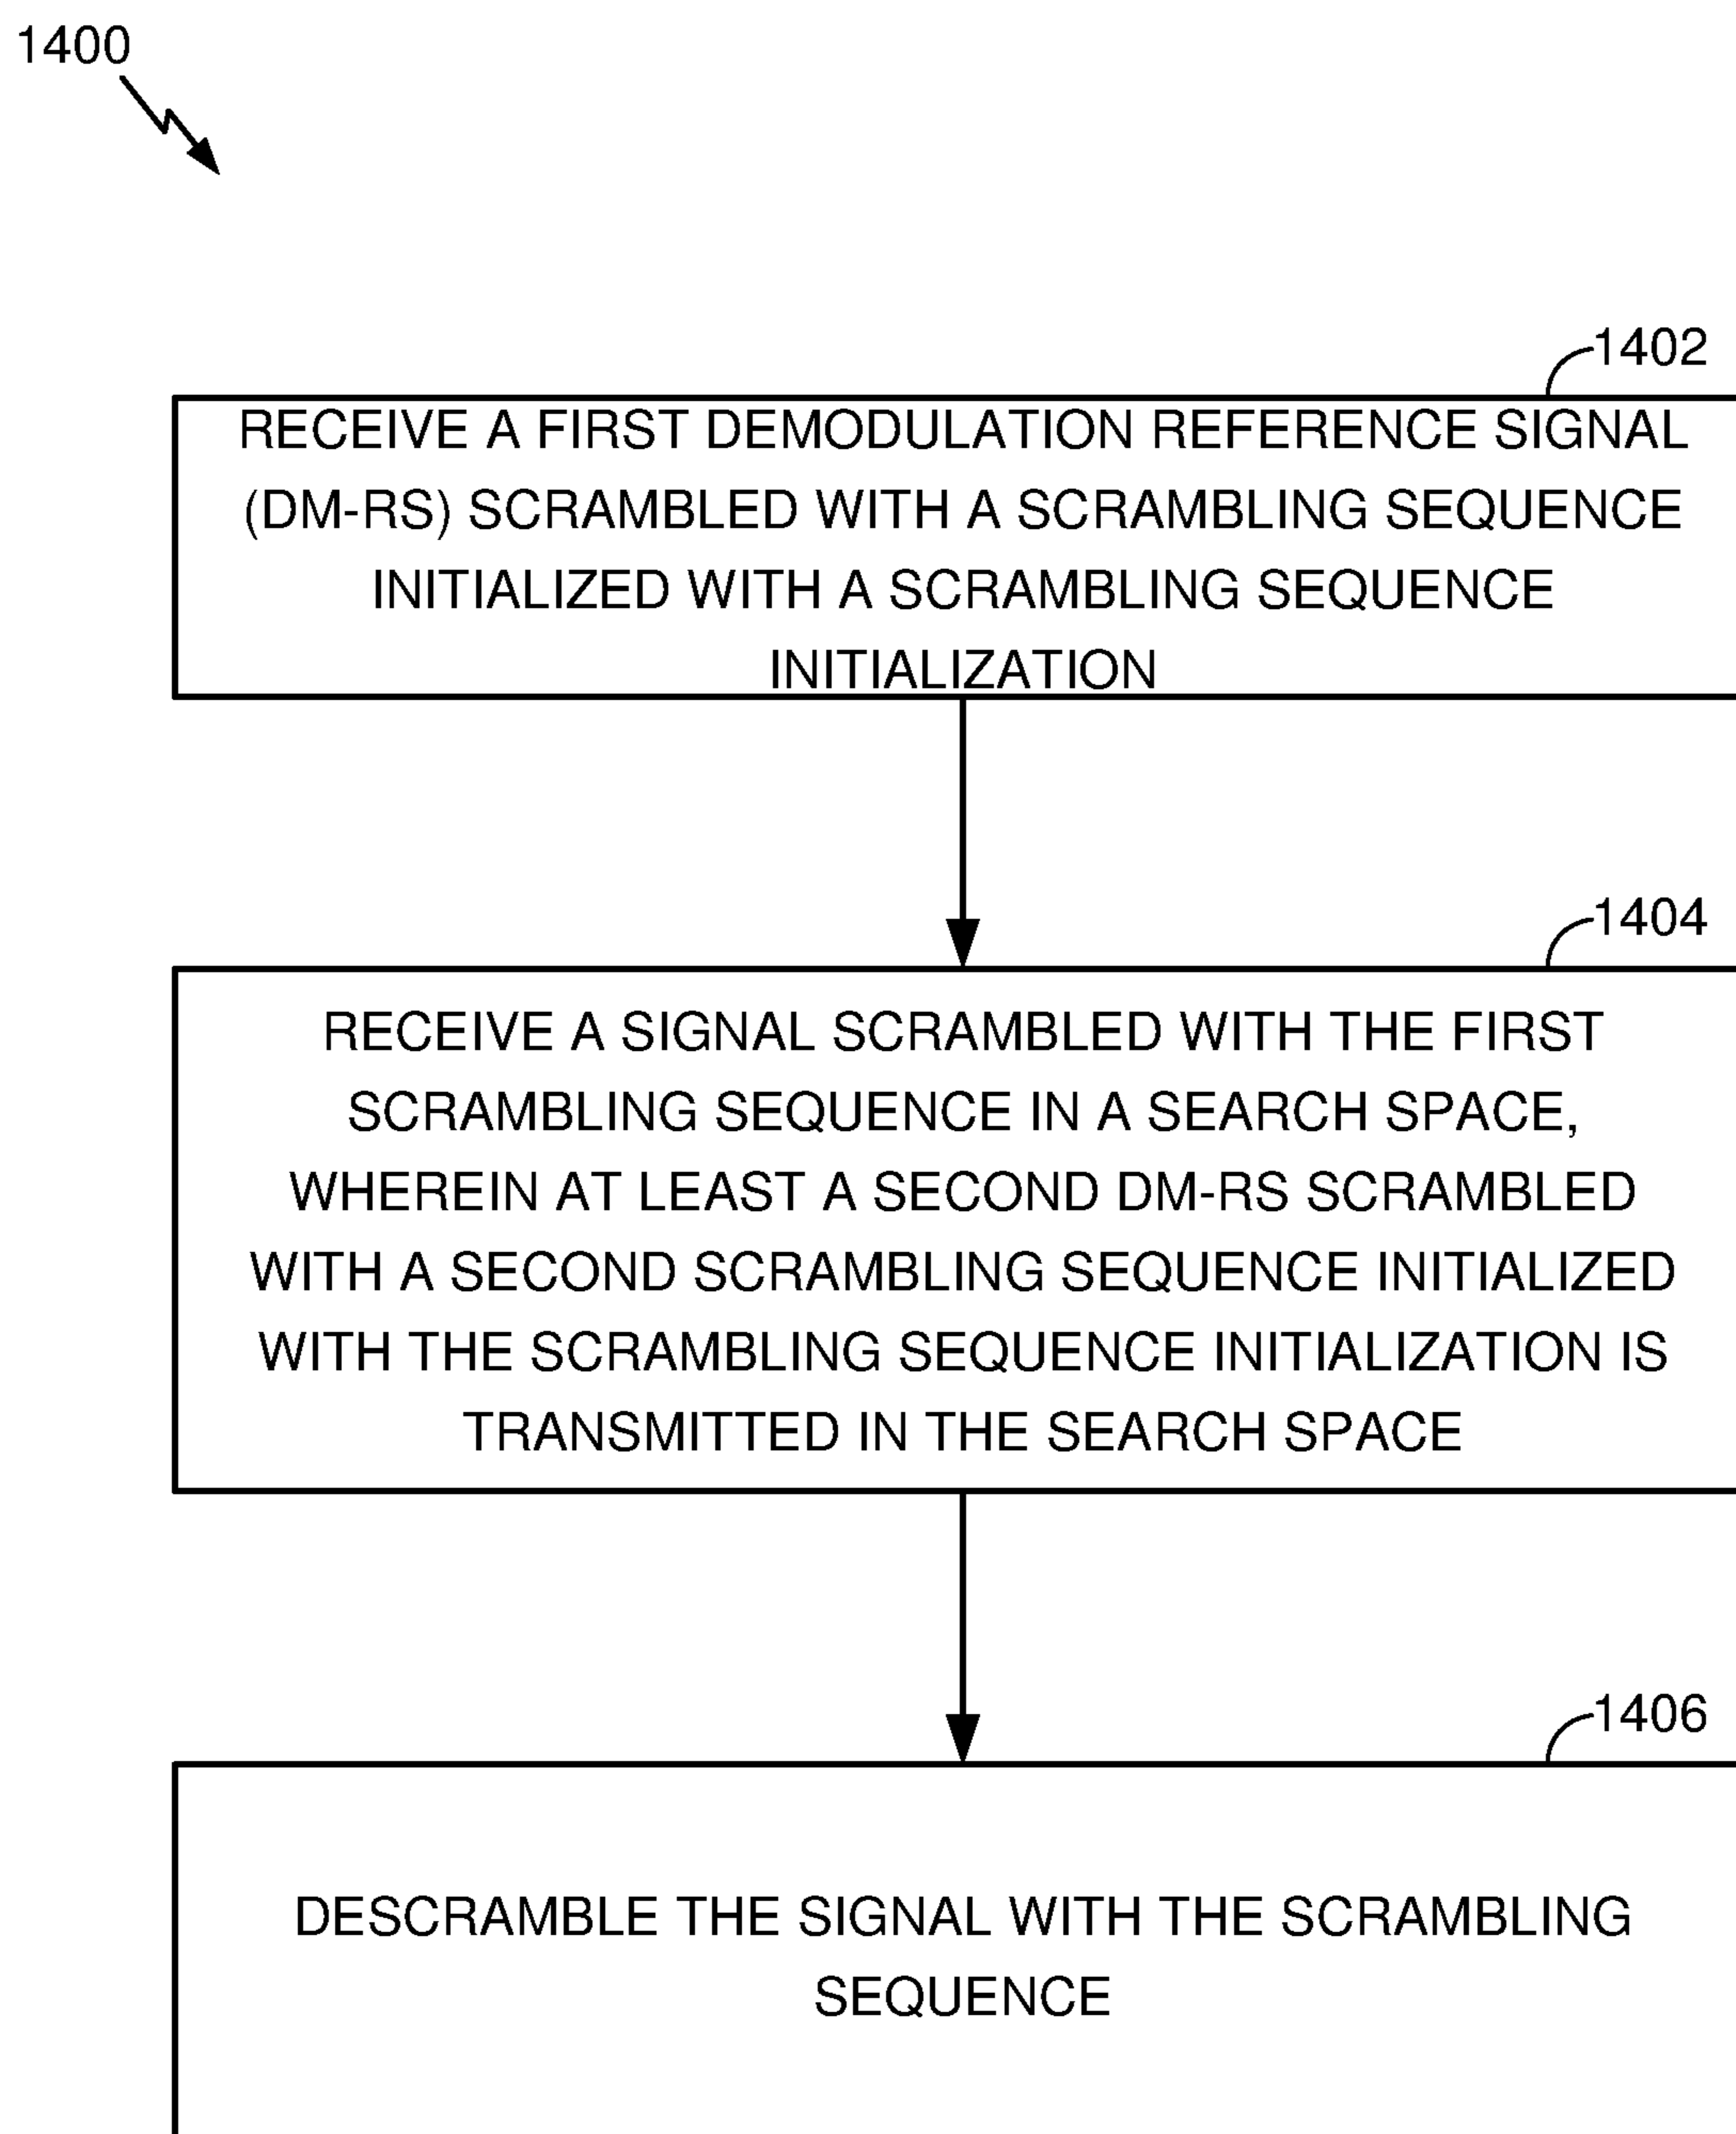 1400
1402
RECEIVE A FIRST DEMODULATION REFERENCE SIGNAL
(DM-RS) SCRAMBLED WITH A SCRAMBLING SEQUENCE
INITIALIZED WITH A SCRAMBLING SEQUENCE
INITIALIZATION
1404
RECEIVE A SIGNAL SCRAMBLED WITH THE FIRST
SCRAMBLING SEQUENCE IN A SEARCH SPACE,
WHEREIN AT LEAST A SECOND DM-RS SCRAMBLED
WITH A SECOND SCRAMBLING SEQUENCE INITIALIZED
WITH THE SCRAMBLING SEQUENCE INITIALIZATION IS
TRANSMITTED IN THE SEARCH SPACE
1406
DESCRAMBLE THE SIGNAL WITH THE SCRAMBLING
SEQUENCE